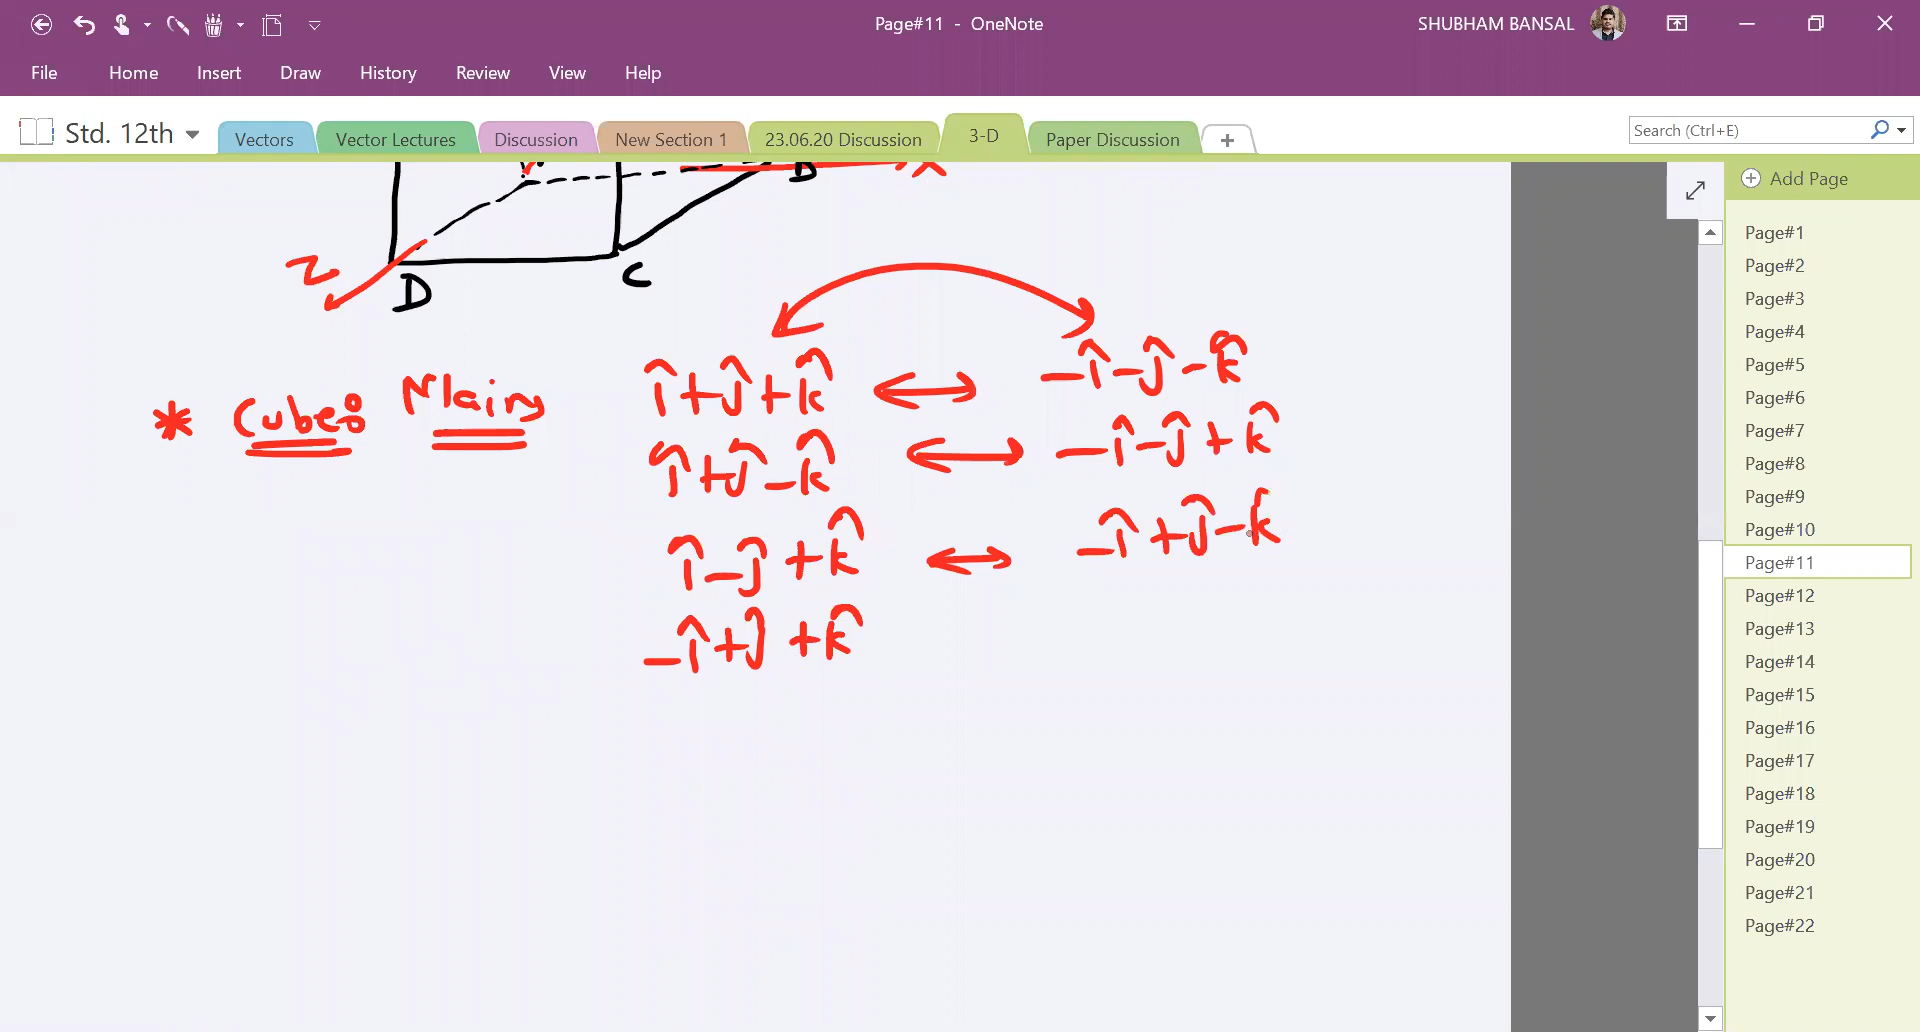 Page#11 - OneNote
SHUBHAM BANSAL
File Home Insert Draw History Review View Help
Std. 12th
Vectors
Vector Lectures
Discussion
New Section 1
23.06.20 Discussion
3-D
Paper Discussion
Search (Ctrl+E)
Add Page
Page#1
Page#2
Page#3
Page#4
Page#5
Page#6
Page#7
Page#8
Page#9
Page#10
Page#11
Page#12
Page#13
Page#14
Page#15
Page#16
Page#17
Page#18
Page#19
Page#20
Page#21
Page#22
B X
Z D C
* Cube: Mains
î+ĵ+k̂ ↔ -î-ĵ-k̂
î+ĵ-k̂ ↔ -î-ĵ+k̂
î-ĵ+k̂ ↔ -î+ĵ-k̂
-î+ĵ+k̂